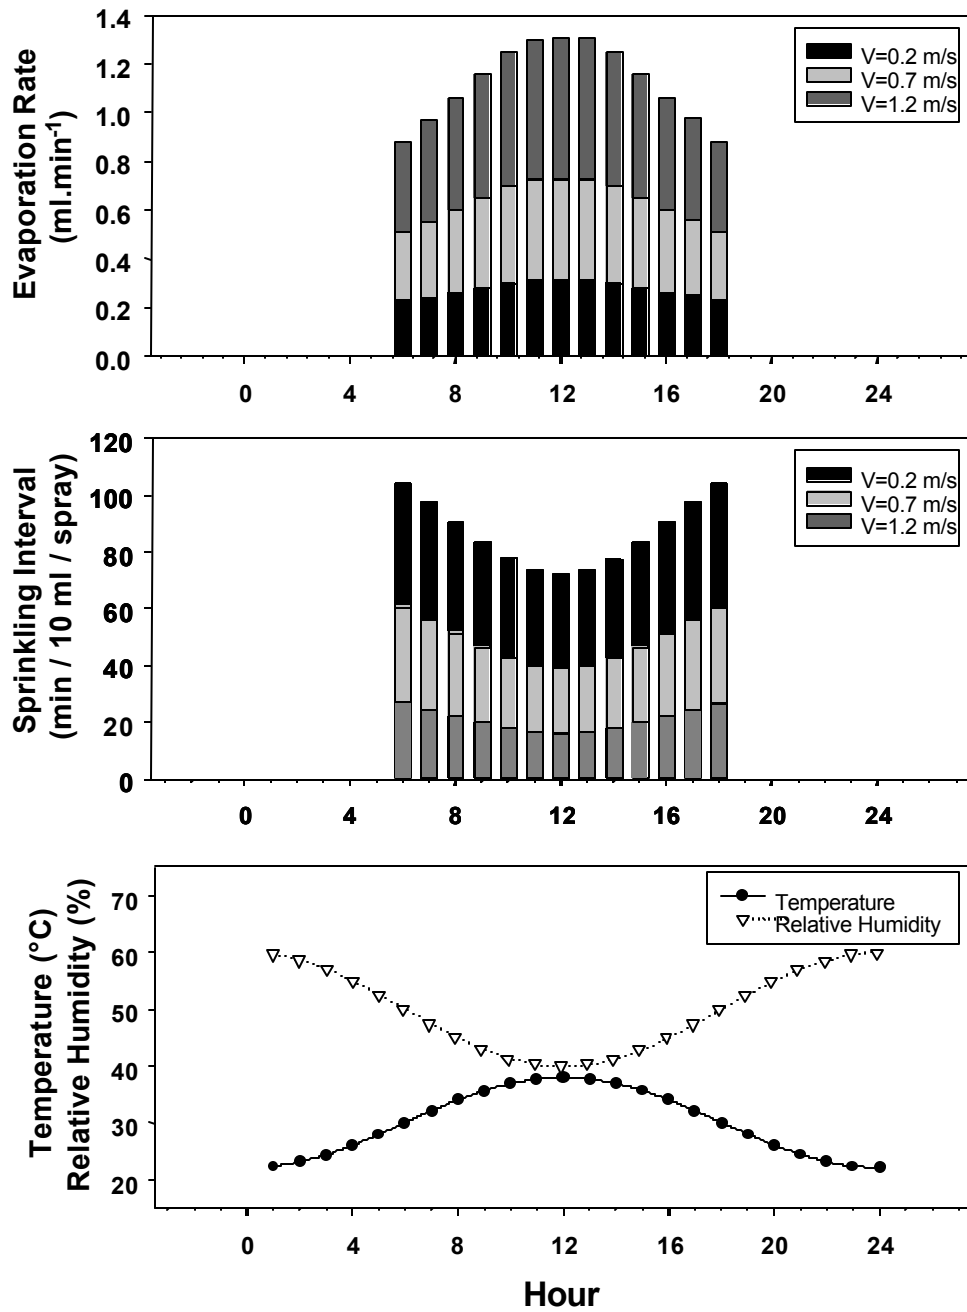 Evaporation Rate
(ml.min-1)
1.4
1.2
1.0
0.8
0.6
0.4
0.2
0.0
V=0.2 m/s
V=0.7 m/s
V=1.2 m/s
0 4 8 12 16 20 24
Sprinkling Interval
(min / 10 ml / spray)
120
100
80
60
40
20
0
V=0.2 m/s
V=0.7 m/s
V=1.2 m/s
0 4 8 12 16 20 24
Temperature (°C)
Relative Humidity (%)
70
60
50
40
30
20
Temperature
Relative Humidity
0 4 8 12 16 20 24
Hour